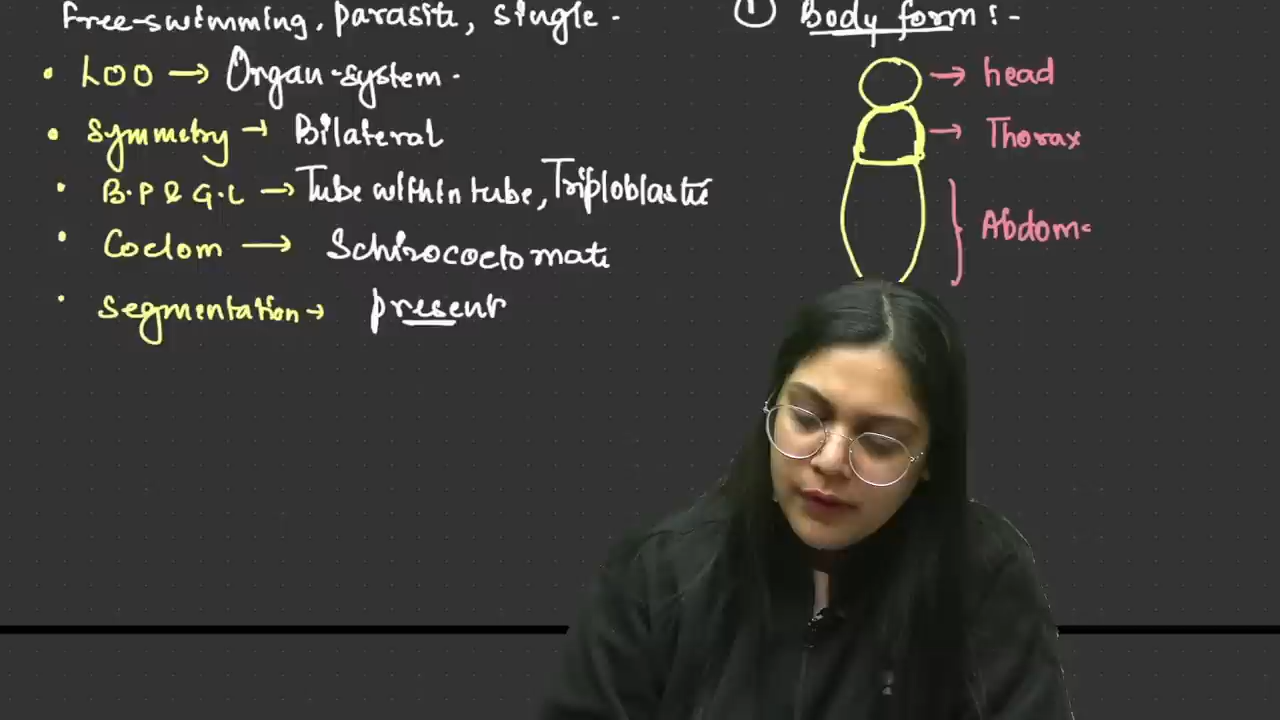 Free-swimming, parasite, single.
• LOO → Organ-system.
• Symmetry → Bilateral
• B.P & G.L → Tube within tube, Triploblastic
• Coelom → Schizocoelomate
• Segmentation → present
① Body form :-
→ head
→ Thorax
Abdome